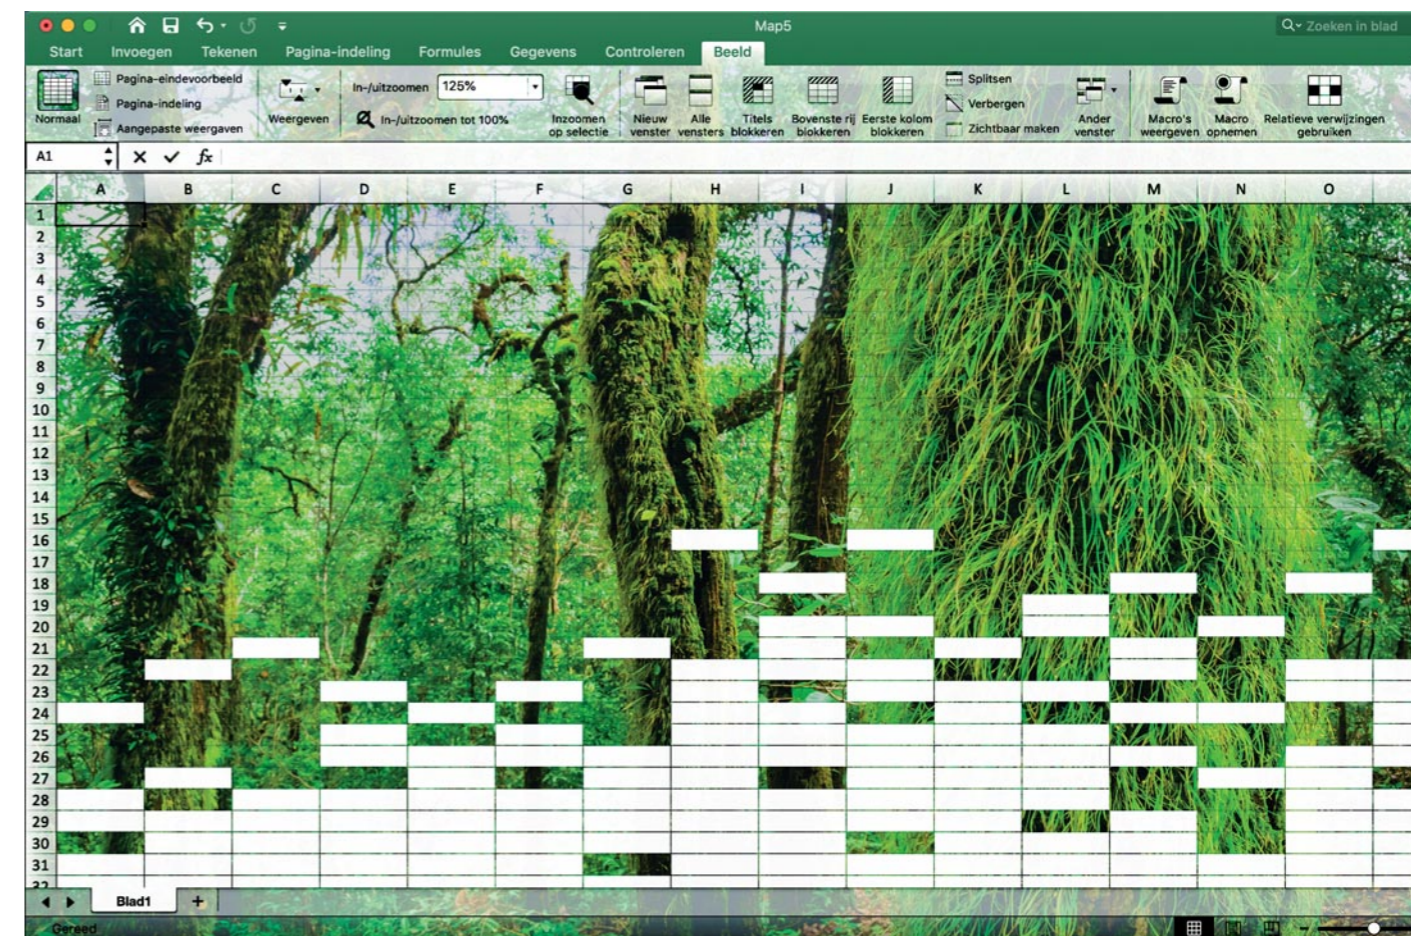 Map5
Zoeken in blad
Start Invoegen Tekenen Pagina-indeling Formules Gegevens Controleren Beeld
Normaal
Pagina-eindevoorbeeld
Pagina-indeling
Aangepaste weergaven
Weergeven
In-/uitzoomen 125%
In-/uitzoomen tot 100%
Inzoomen
op selectie
Nieuw
venster
Alle
vensters
Titels
blokkeren
Bovenste rij
blokkeren
Eerste kolom
blokkeren
Splitsen
Verbergen
Zichtbaar maken
Ander
venster
Macro's
weergeven
Macro
opnemen
Relatieve verwijzingen
gebruiken
A1 fx
A B C D E F G H I J K L M N O
1
2
3
4
5
6
7
8
9
10
11
12
13
14
15
16
17
18
19
20
21
22
23
24
25
26
27
28
29
30
31
32
Blad1 +
Gereed